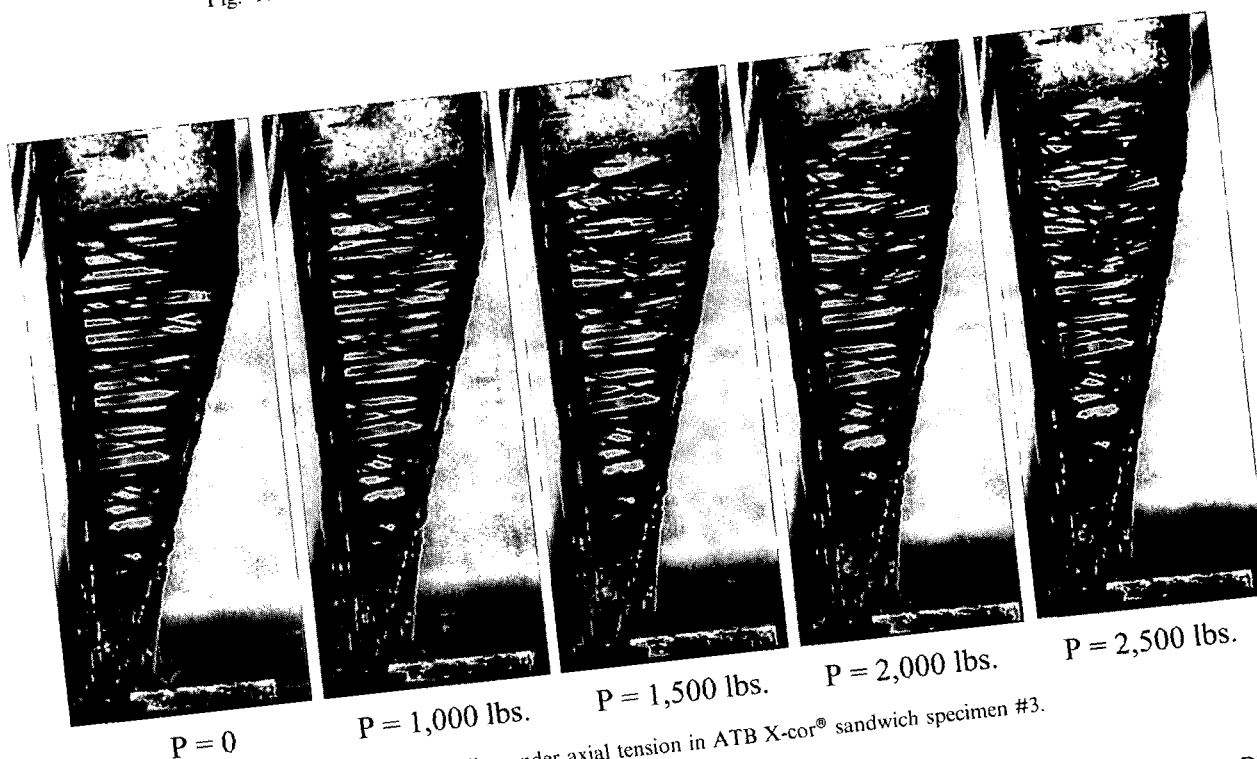 Fig.
P = 0
P = 1,000 lbs.
P = 1,500 lbs.
P = 2,000 lbs.
P = 2,500 lbs.
under axial tension in ATB X-cor® sandwich specimen #3.